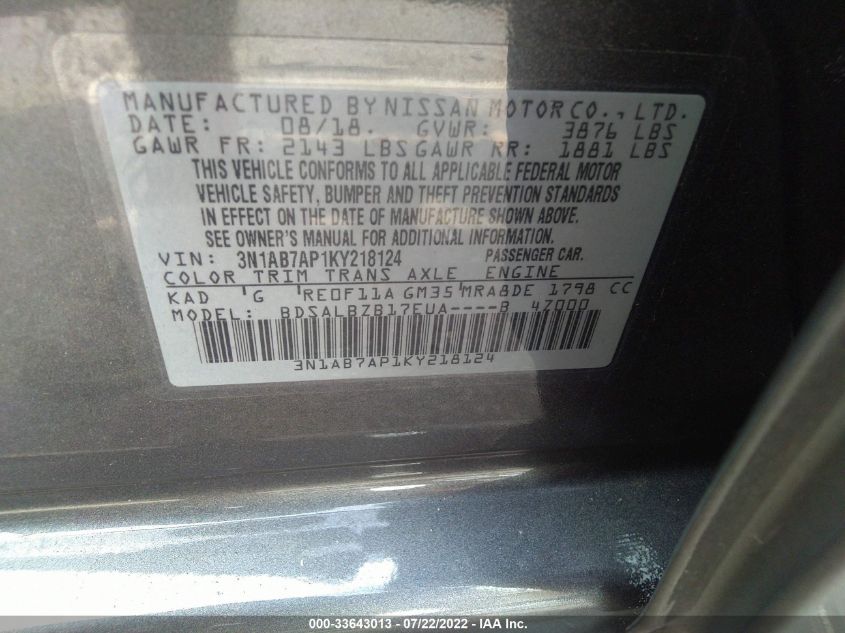 MANUFACTURED BY NISSAN MOTOR CO., LTD.
DATE: 08/18. GVWR: 3876 LBS
GAWR FR: 2143 LBS GAWR RR: 1881 LBS
THIS VEHICLE CONFORMS TO ALL APPLICABLE FEDERAL MOTOR
VEHICLE SAFETY, BUMPER AND THEFT PREVENTION STANDARDS
IN EFFECT ON THE DATE OF MANUFACTURE SHOWN ABOVE.
SEE OWNER'S MANUAL FOR ADDITIONAL INFORMATION.
VIN: 3N1AB7AP1KY218124 PASSENGER CAR.
COLOR TRIM TRANS AXLE ENGINE
KAD G RE0F11A GM35 MRA8DE 1798 CC
MODEL: BDSALBZB17EUA----B 47000
3N1AB7AP1KY218124
000-33643013 - 07/22/2022 - IAA Inc.